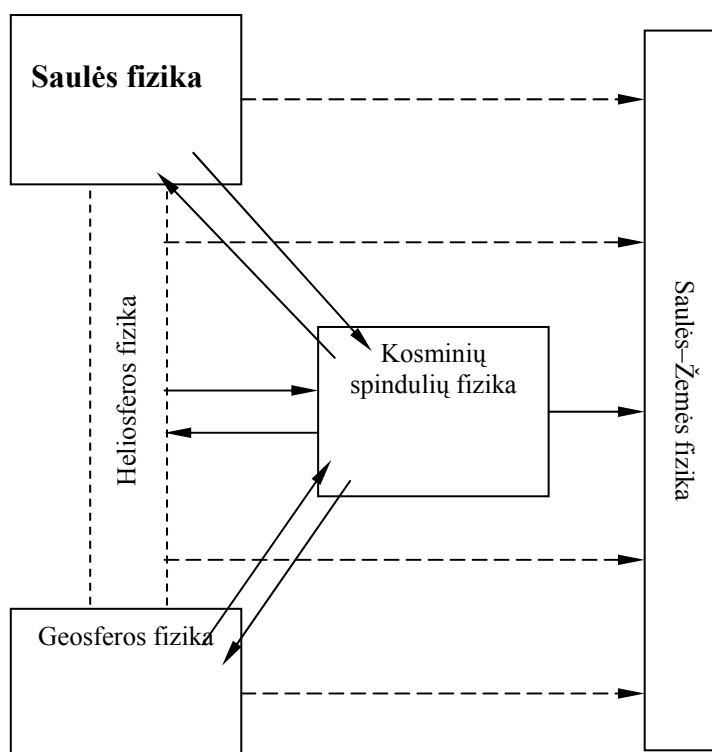 Saulės fizika
Heliosferos fizika
Kosminių
spindulių fizika
Saulės–Žemės fizika
Geosferos fizika